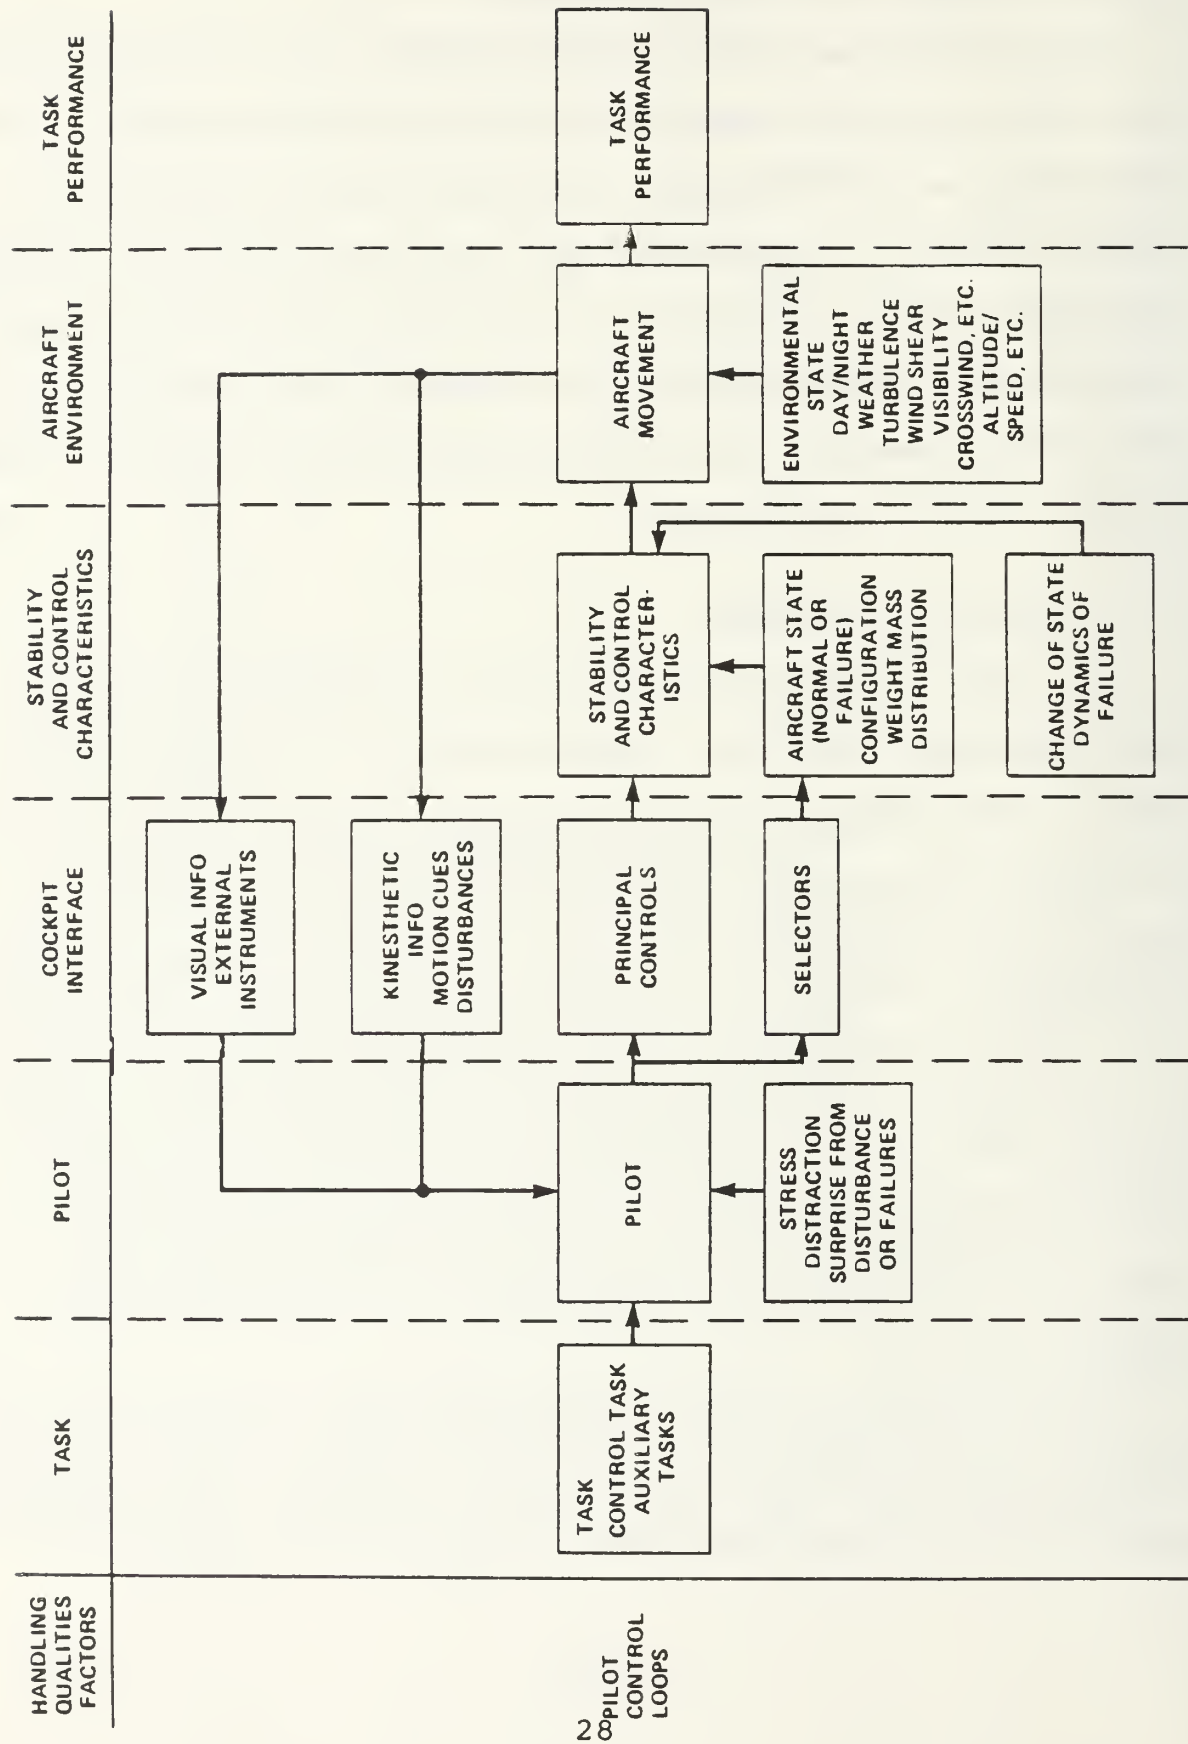 HANDLING
QUALITIES
FACTORS
TASK
PILOT
COCKPIT
INTERFACE
STABILITY
AND CONTROL
CHARACTERISTICS
AIRCRAFT
ENVIRONMENT
TASK
PERFORMANCE
VISUAL INFO
EXTERNAL
INSTRUMENTS
KINESTHETIC
INFO
MOTION CUES
DISTURBANCES
PILOT
CONTROL
LOOPS
TASK
CONTROL TASK
AUXILIARY
TASKS
PILOT
PRINCIPAL
CONTROLS
STABILITY
AND CONTROL
CHARACTER-
ISTICS
AIRCRAFT
MOVEMENT
TASK
PERFORMANCE
STRESS
DISTRACTION
SURPRISE FROM
DISTURBANCE
OR FAILURES
SELECTORS
AIRCRAFT STATE
(NORMAL OR
FAILURE)
CONFIGURATION
WEIGHT MASS
DISTRIBUTION
ENVIRONMENTAL
STATE
DAY/NIGHT
WEATHER
TURBULENCE
WIND SHEAR
VISIBILITY
CROSSWIND, ETC.
ALTITUDE/
SPEED, ETC.
CHANGE OF STATE
DYNAMICS OF
FAILURE
28